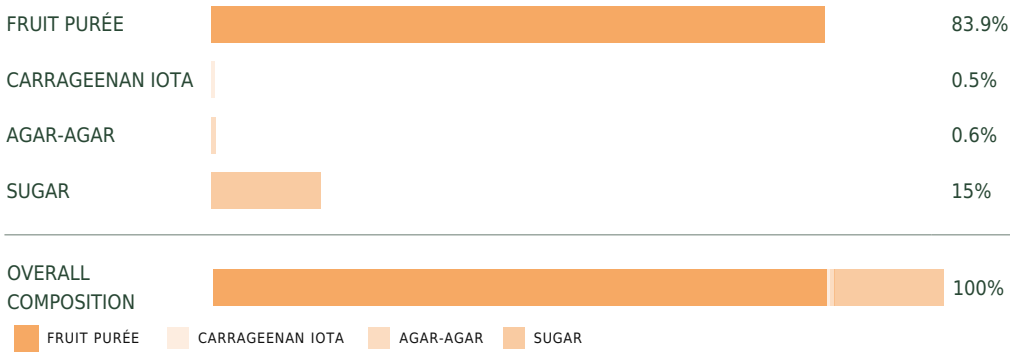 FRUIT PURÉE 83.9%
CARRAGEENAN IOTA 0.5%
AGAR-AGAR 0.6%
SUGAR 15%
OVERALL
COMPOSITION 100%
FRUIT PURÉE CARRAGEENAN IOTA AGAR-AGAR SUGAR